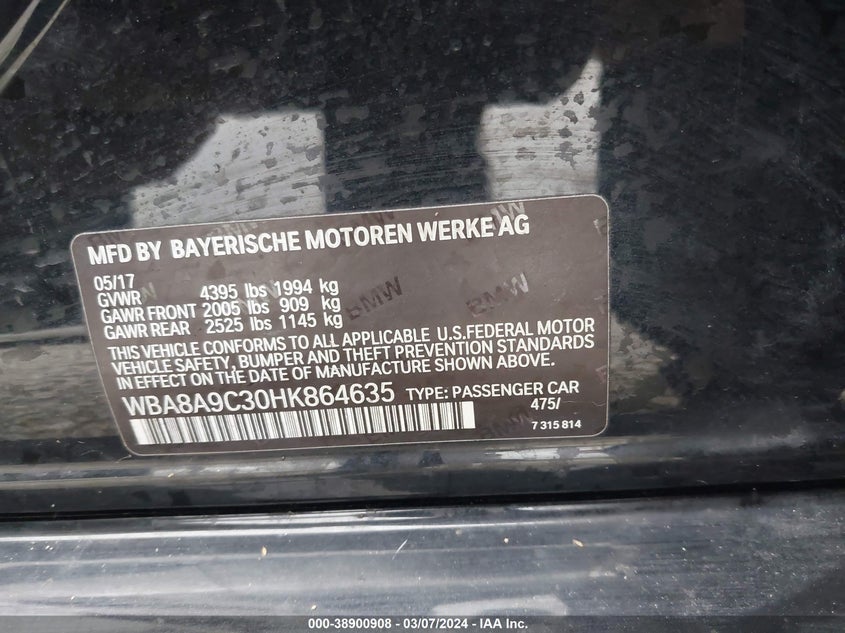 MFD BY BAYERISCHE MOTOREN WERKE AG
05/17
GVWR 4395 lbs 1994 kg
GAWR FRONT 2005 lbs 909 kg
GAWR REAR 2525 lbs 1145 kg
THIS VEHICLE CONFORMS TO ALL APPLICABLE U.S.FEDERAL MOTOR
VEHICLE SAFETY, BUMPER AND THEFT PREVENTION STANDARDS
IN EFFECT ON THE DATE OF MANUFACTURE SHOWN ABOVE.
WBA8A9C30HK864635 TYPE: PASSENGER CAR
475/
7 315 814
BMW
BMW
000-38900908 - 03/07/2024 - IAA Inc.